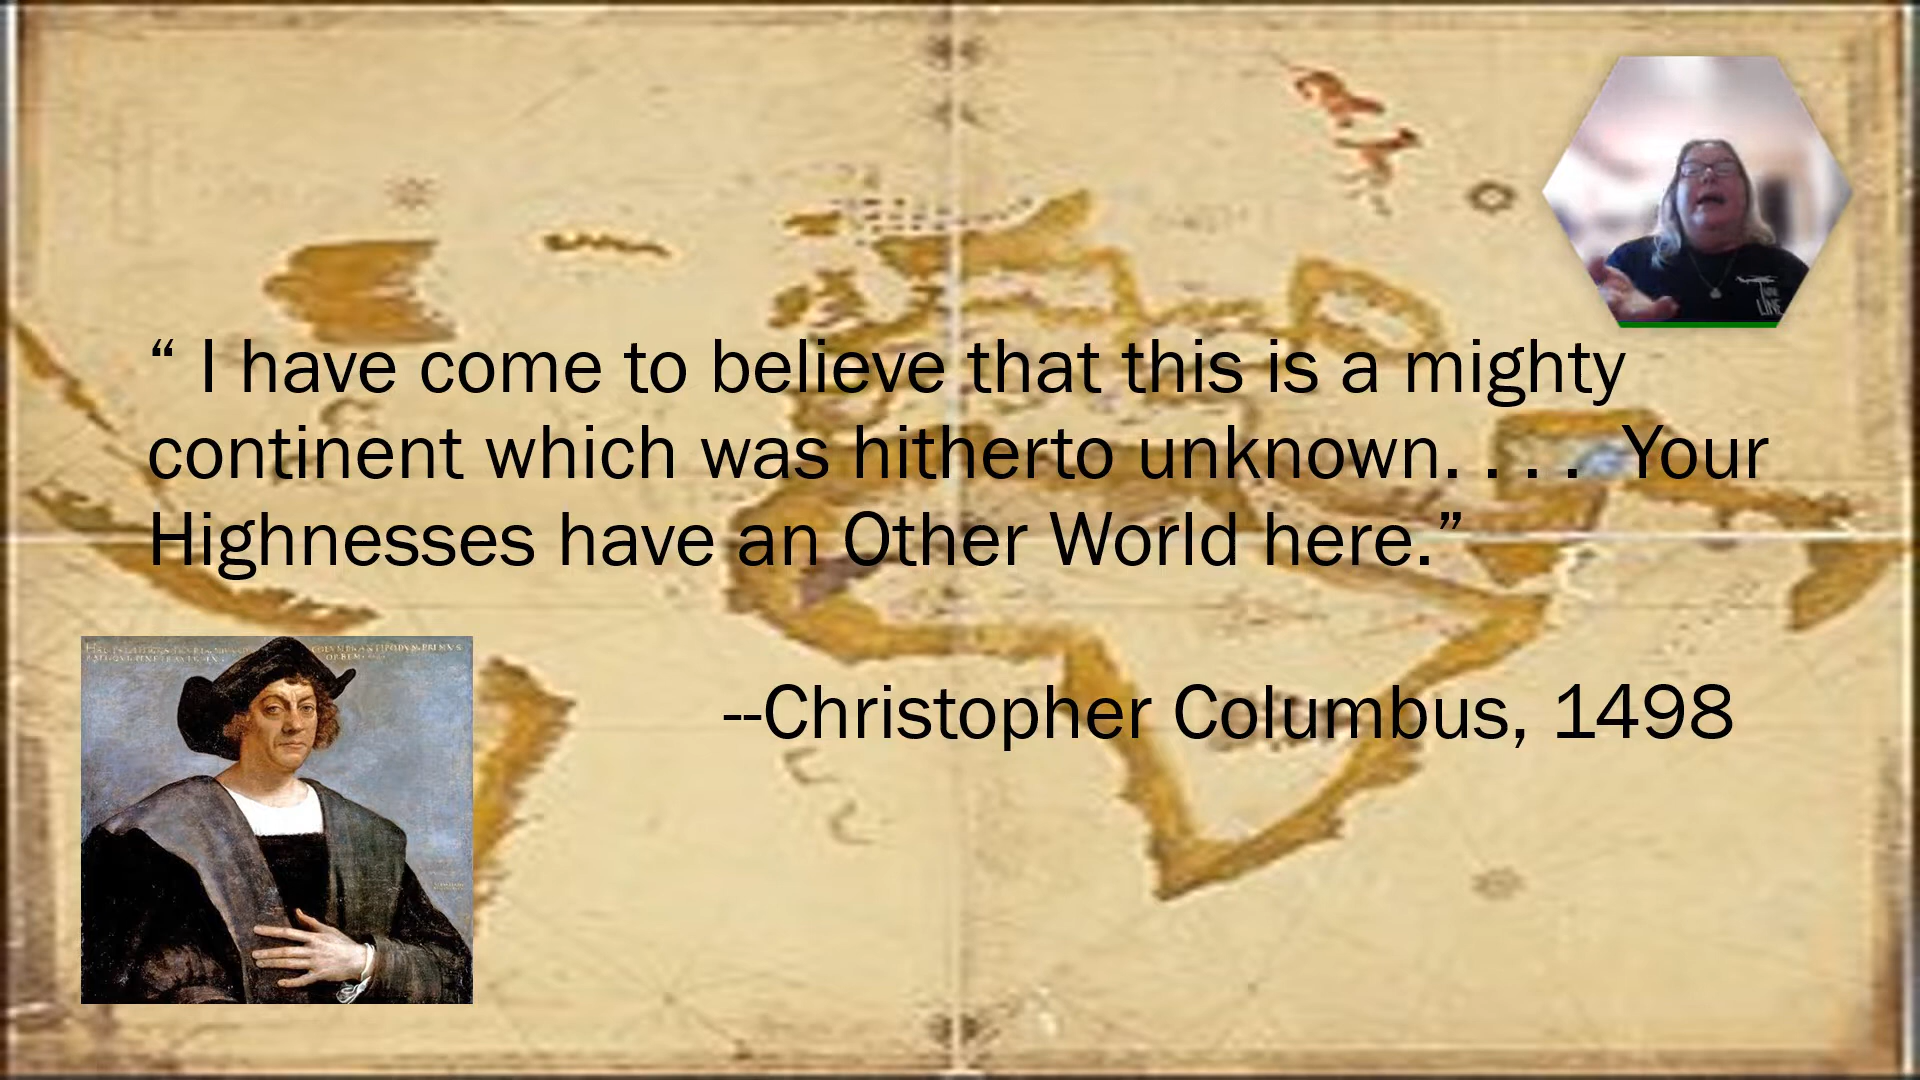 “ I have come to believe that this is a mighty
continent which was hitherto unknown. . . . Your
Highnesses have an Other World here.”
--Christopher Columbus, 1498
LINE